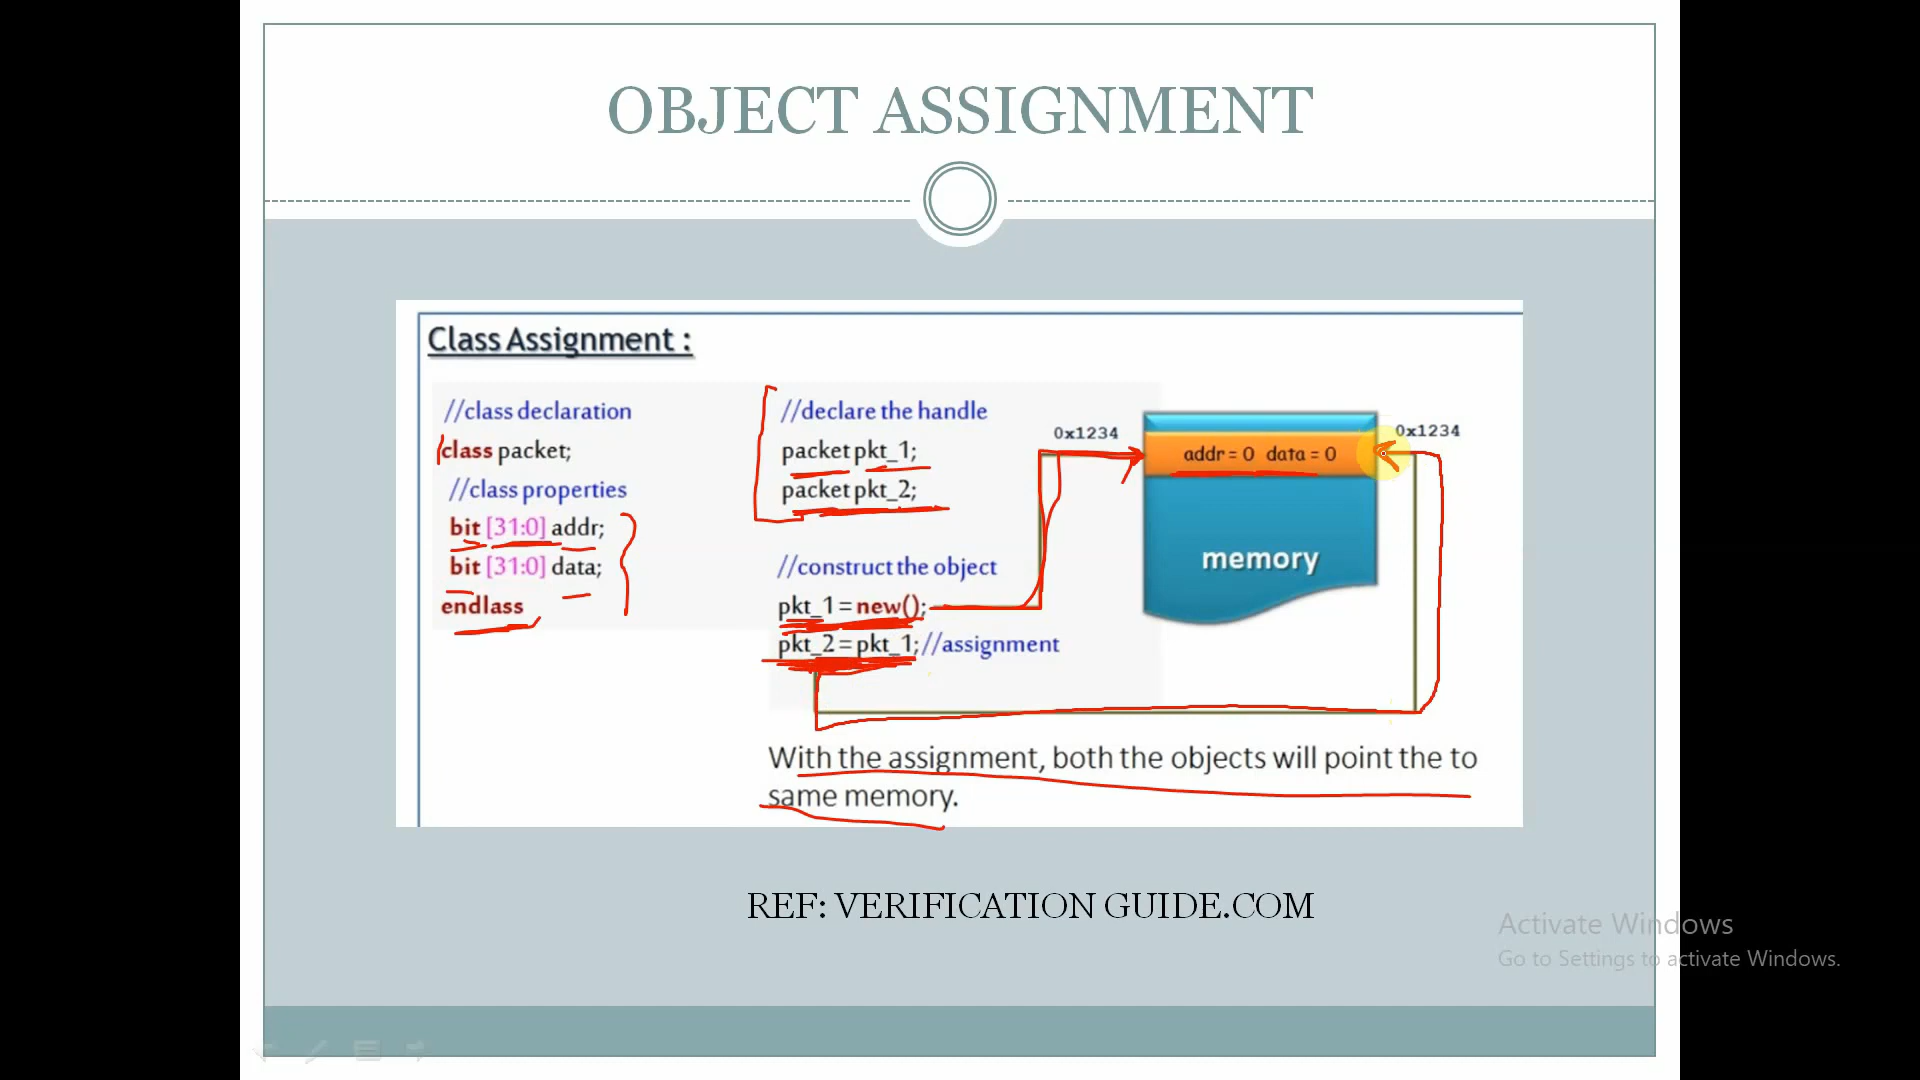 OBJECT ASSIGNMENT
Class Assignment :
//class declaration
class packet;
//class properties
bit [31:0] addr;
bit [31:0] data;
endlass
//declare the handle
packet pkt_1;
packet pkt_2;
//construct the object
pkt_1 = new();
pkt_2 = pkt_1;//assignment
0x1234
0x1234
addr = 0 data = 0
memory
With the assignment, both the objects will point the to
same memory.
REF: VERIFICATION GUIDE.COM
Activate Windows
Go to Settings to activate Windows.